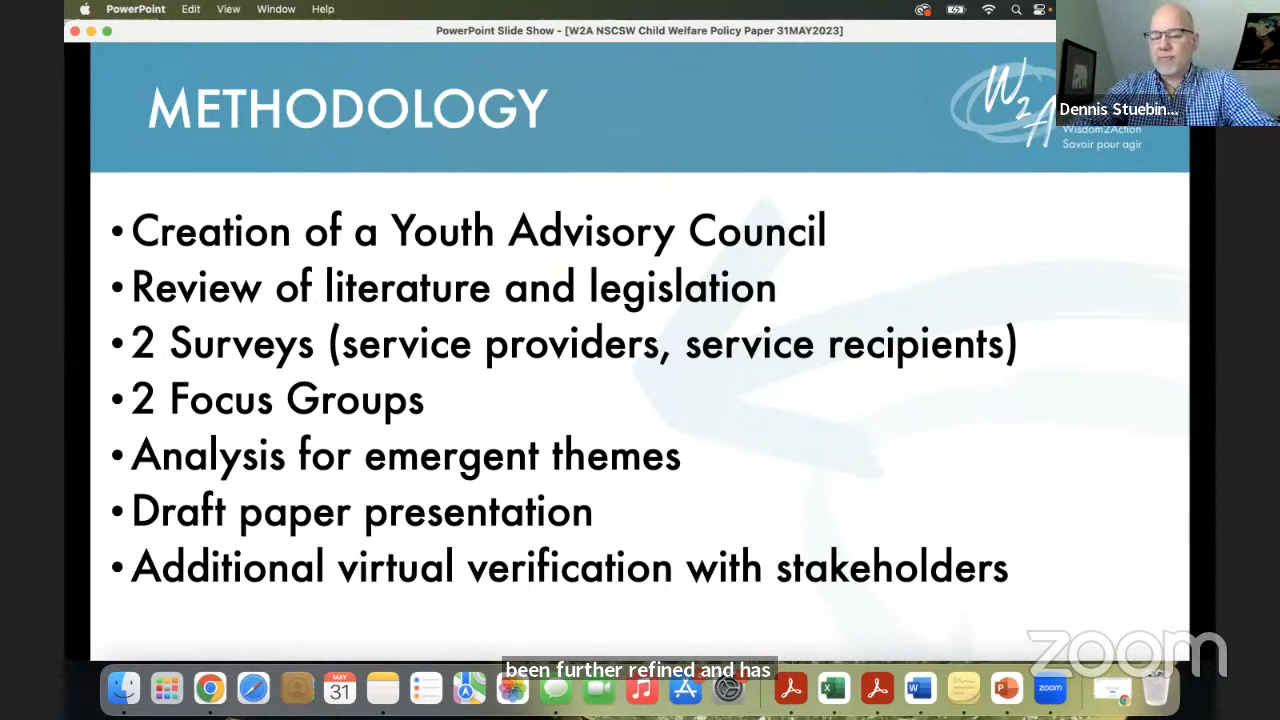 PowerPoint Edit View Window Help
PowerPoint Slide Show - [W2A NSCSW Child Welfare Policy Paper 31MAY2023]
METHODOLOGY
W2A
Wisdom2Action
Savoir pour agir
Dennis Stuebin...
•Creation of a Youth Advisory Council
•Review of literature and legislation
•2 Surveys (service providers, service recipients)
•2 Focus Groups
•Analysis for emergent themes
•Draft paper presentation
•Additional virtual verification with stakeholders
zoom
been further refined and has
MAY
31
zoom